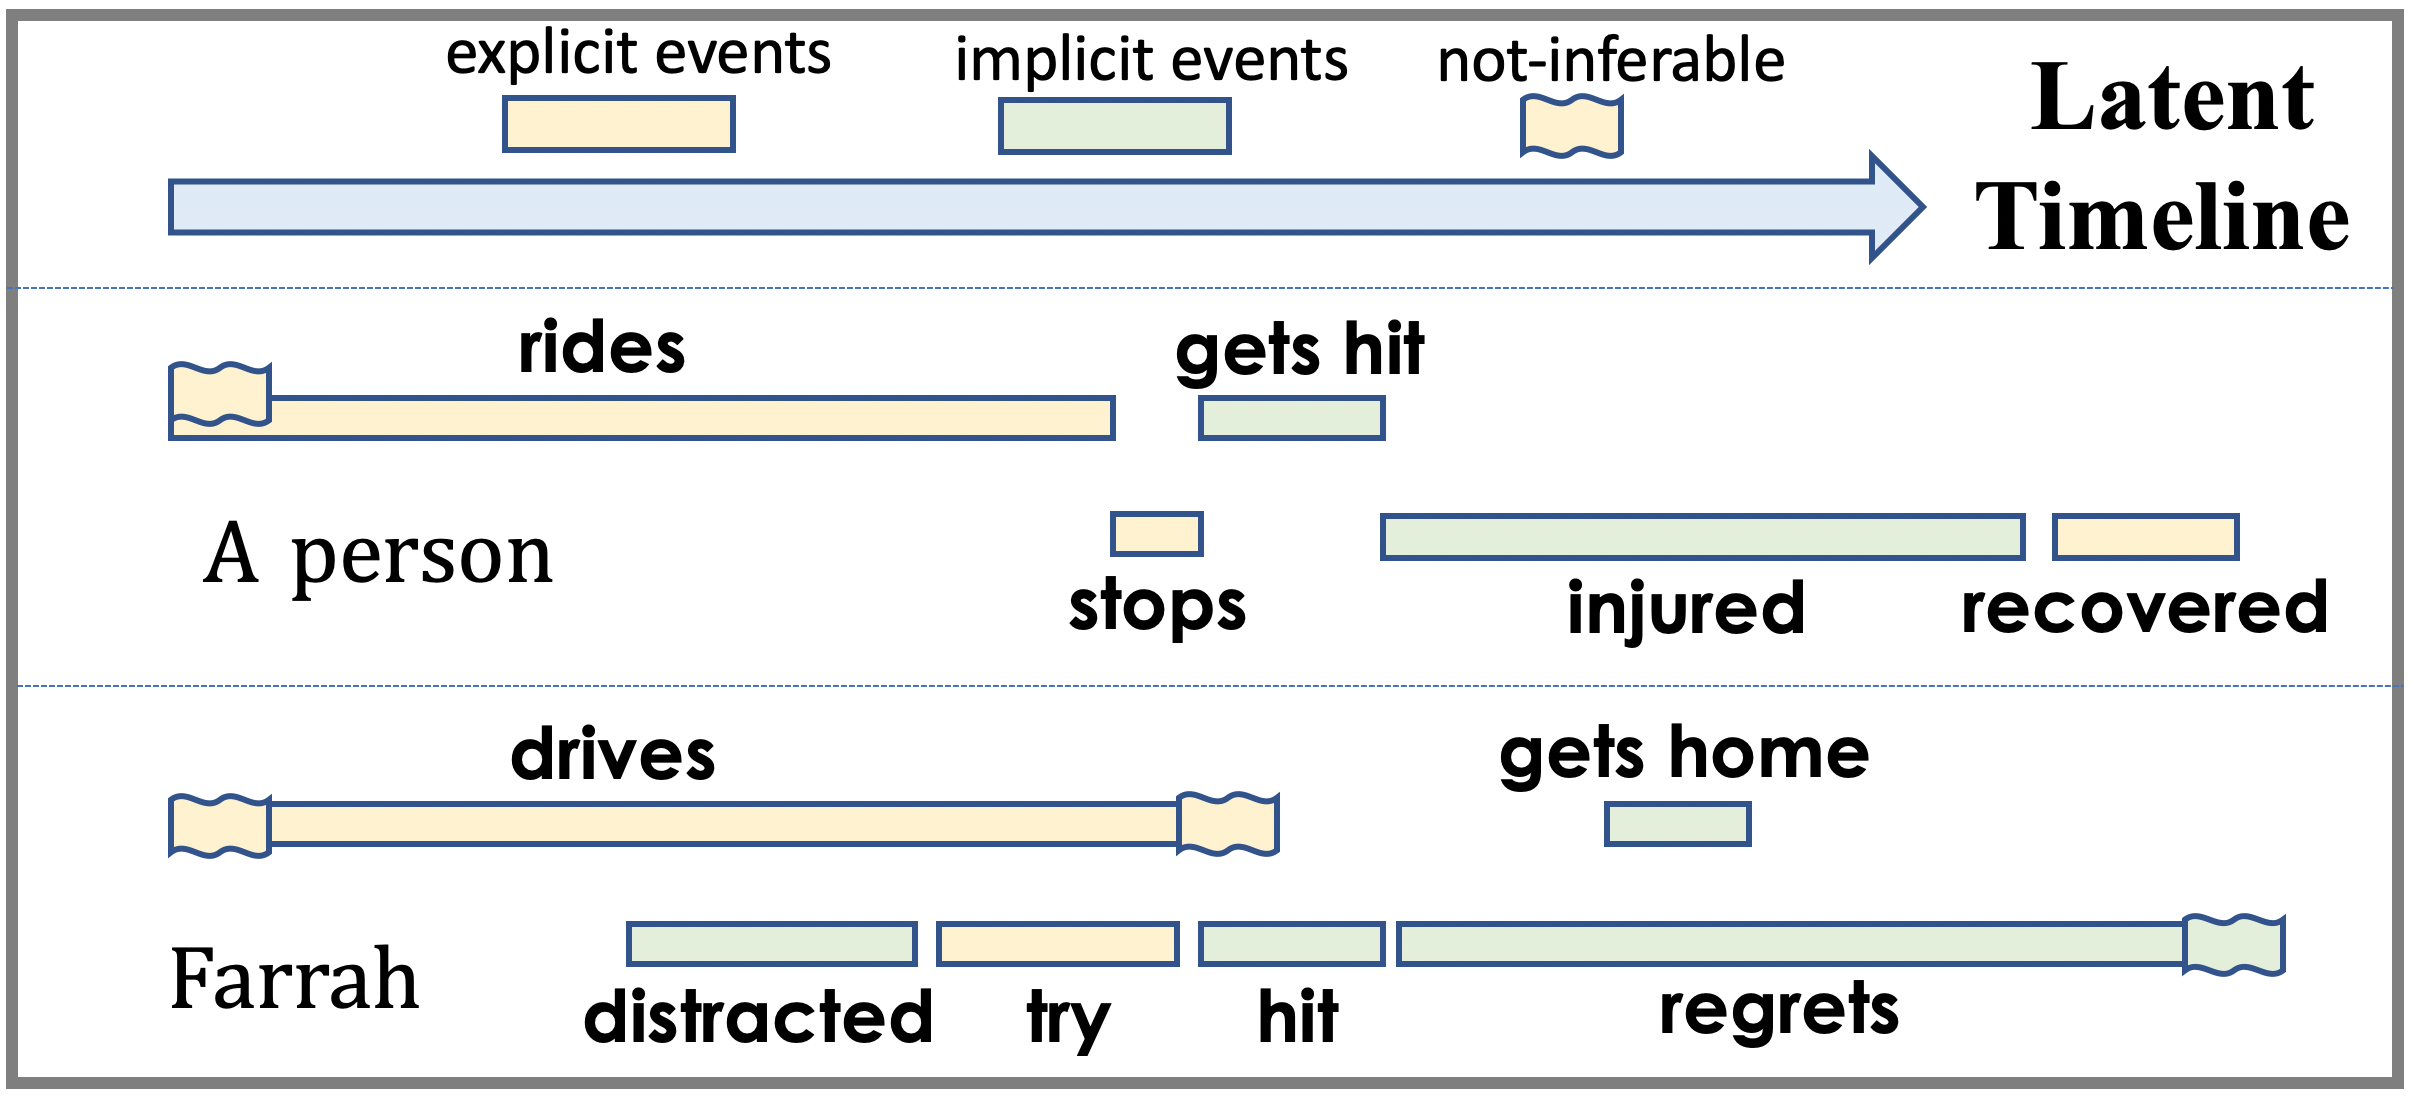 explicit events
implicit events
not-inferable
Latent
Timeline
rides
gets hit
A person
stops
injured
recovered
drives
gets home
Farrah
distracted
try
hit
regrets